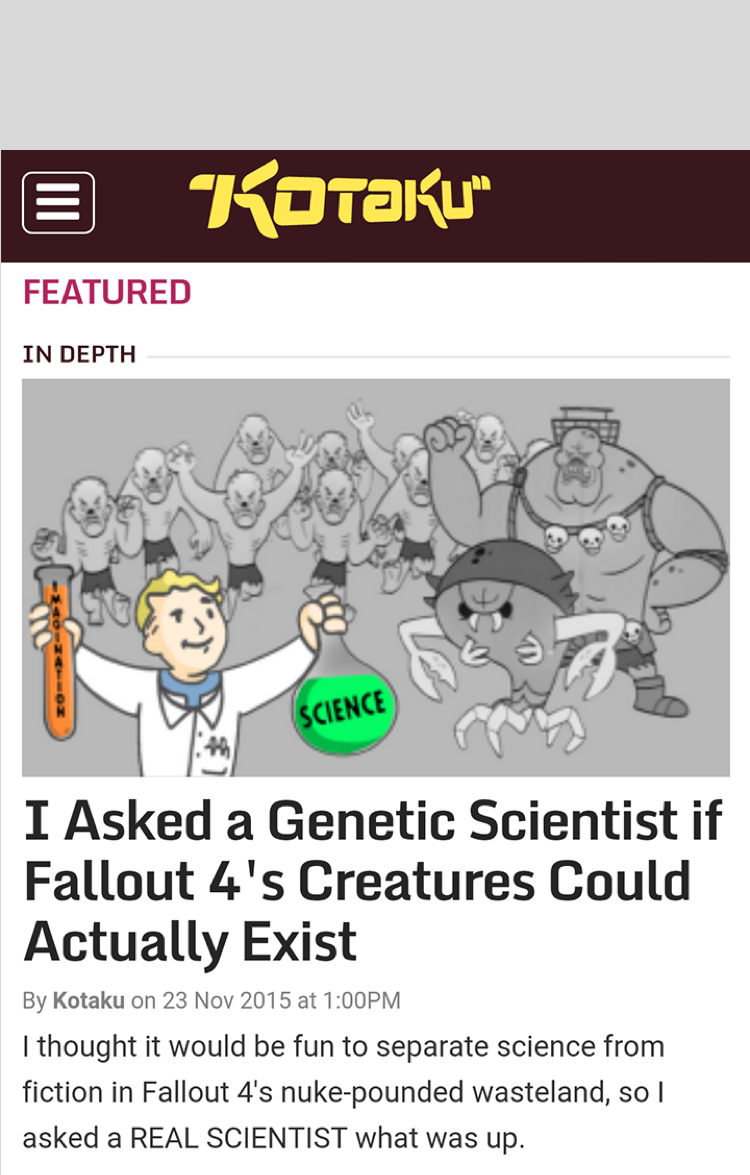 Kotaku
FEATURED
IN DEPTH
IMAGINATION
SCIENCE
I Asked a Genetic Scientist if
Fallout 4's Creatures Could
Actually Exist
By Kotaku on 23 Nov 2015 at 1:00PM
I thought it would be fun to separate science from
fiction in Fallout 4's nuke-pounded wasteland, so I
asked a REAL SCIENTIST what was up.